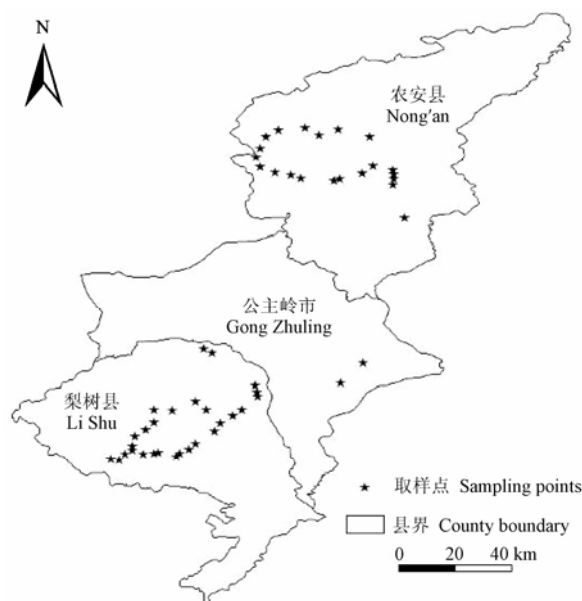 N
农安县
Nong'an
公主岭市
Gong Zhuling
梨树县
Li Shu
取样点 Sampling points
县界 County boundary
0 20 40 km